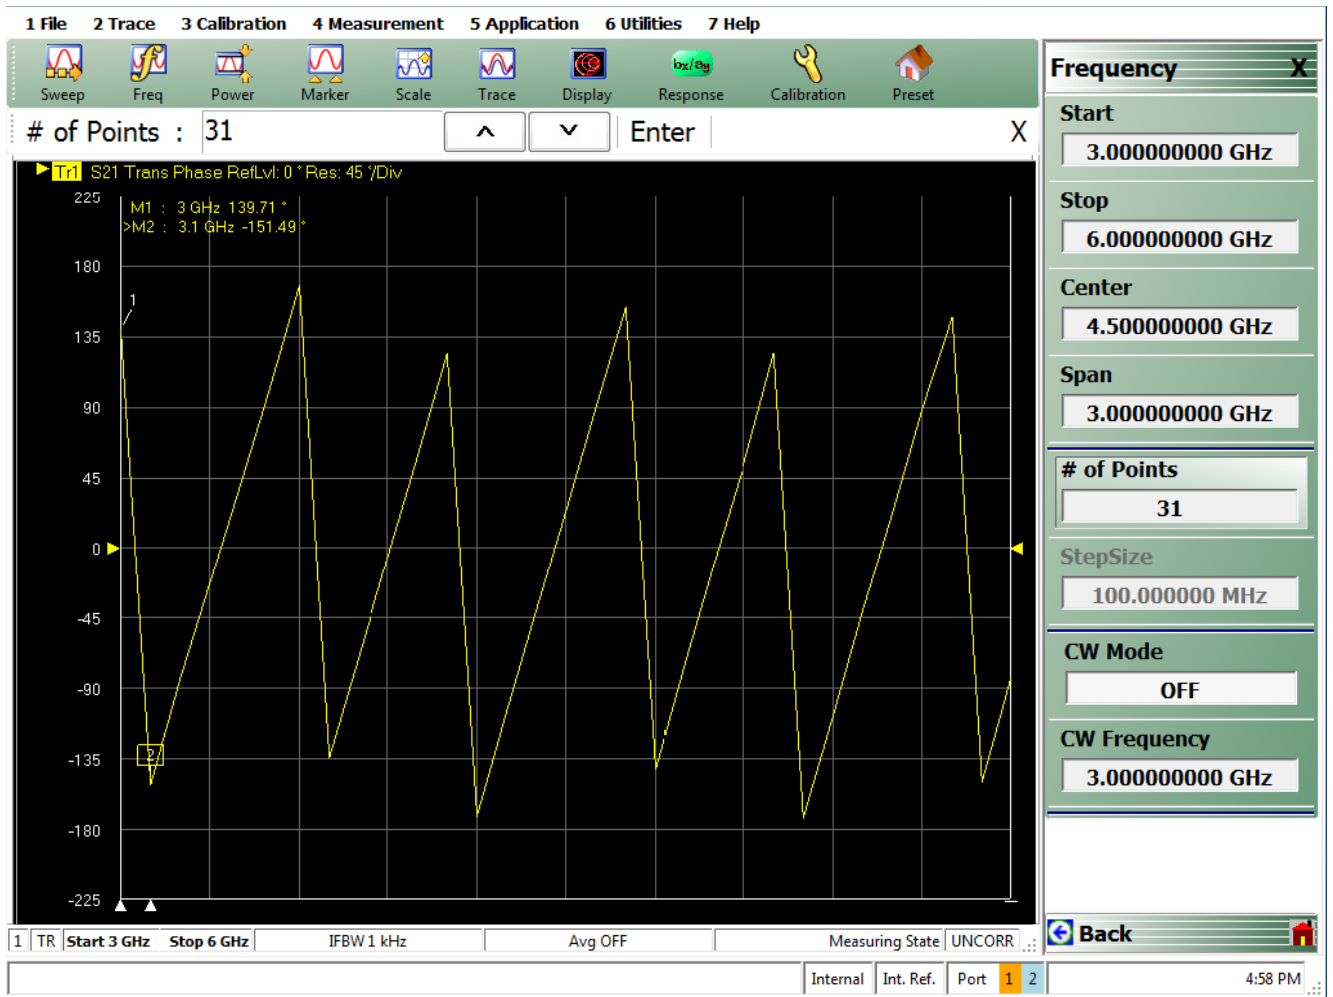 1 File 2 Trace 3 Calibration 4 Measurement 5 Application 6 Utilities 7 Help
Sweep Freq Power Marker Scale Trace Display bx/ay Response Calibration Preset
# of Points : 31 Enter X
Tr1 S21 Trans Phase RefLvl: 0 ° Res: 45 °/Div
225
M1 : 3 GHz 139.71 °
>M2 : 3.1 GHz -151.49 °
180
1
135
90
45
0
-45
-90
2
-135
-180
-225
1 TR Start 3 GHz Stop 6 GHz IFBW 1 kHz Avg OFF Measuring State UNCORR
Frequency X
Start
3.000000000 GHz
Stop
6.000000000 GHz
Center
4.500000000 GHz
Span
3.000000000 GHz
# of Points
31
StepSize
100.000000 MHz
CW Mode
OFF
CW Frequency
3.000000000 GHz
Back
Internal Int. Ref. Port 1 2 4:58 PM